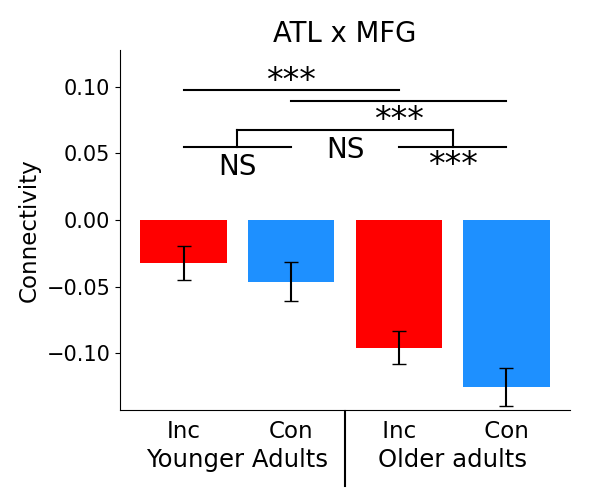 ATL x MFG
***
0.10
***
NS
0.05
NS
***
0.00
−0.05
−0.10
Connectivity
Inc Con Inc Con
Younger Adults Older adults